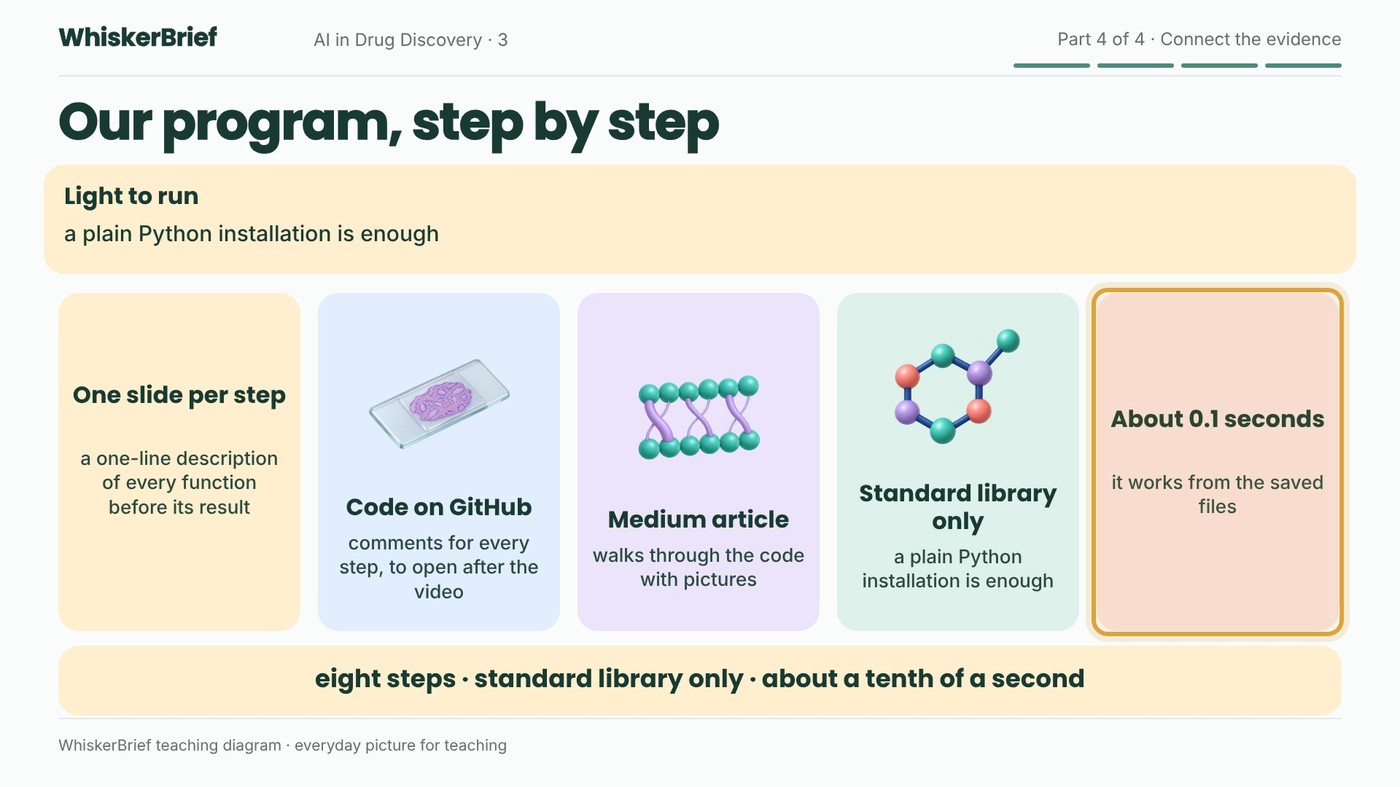 WhiskerBrief
AI in Drug Discovery · 3
Part 4 of 4 · Connect the evidence
Our program, step by step
Light to run
a plain Python installation is enough
One slide per step
a one-line description
of every function
before its result
Code on GitHub
comments for every
step, to open after the
video
Medium article
walks through the code
with pictures
Standard library
only
a plain Python
installation is enough
About 0.1 seconds
it works from the saved
files
eight steps · standard library only · about a tenth of a second
WhiskerBrief teaching diagram · everyday picture for teaching